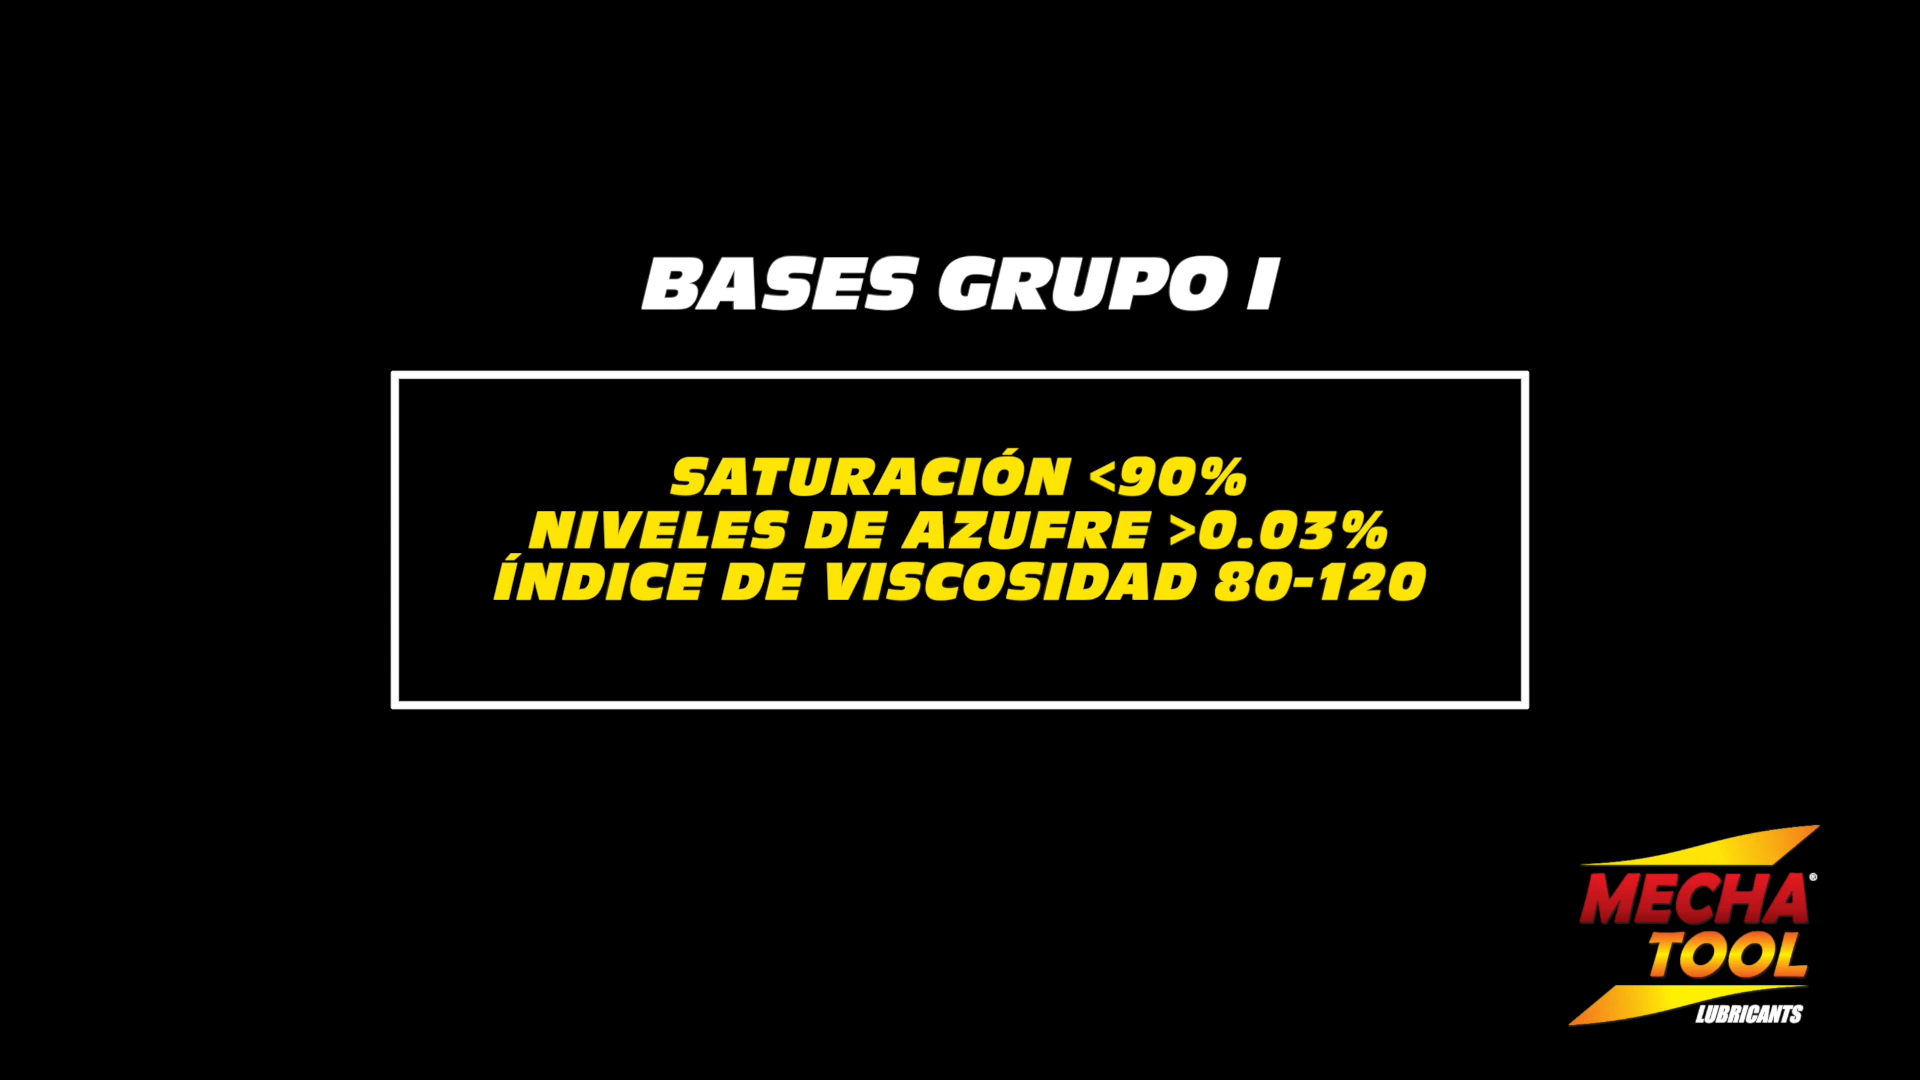 BASES GRUPO I
SATURACIÓN <90%
NIVELES DE AZUFRE >0.03%
ÍNDICE DE VISCOSIDAD 80-120
MECHA®
TOOL
LUBRICANTS